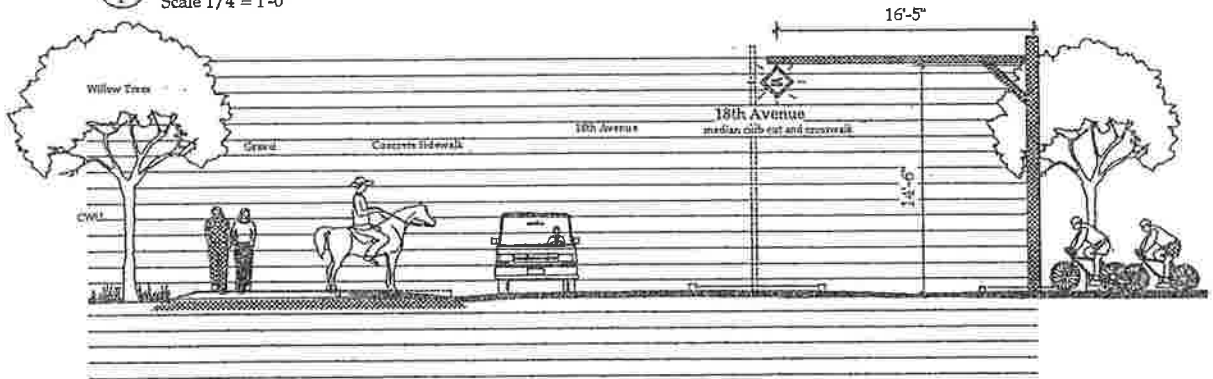 Scale 1/4 = 1'-0
16'-5"
Willow Trees
18th Avenue
18th Avenue
median curb cut and crosswalk
Gravel
Concrete Sidewalk
14'-6"
CWU